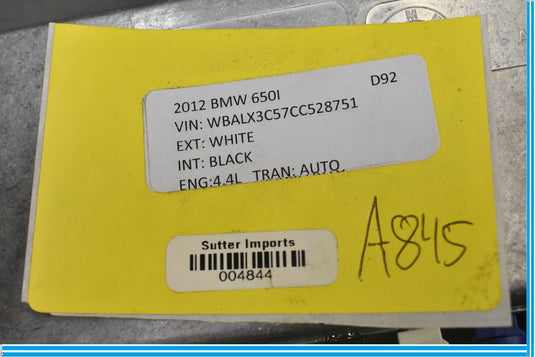 2012 BMW 650I D92
VIN: WBALX3C57CC528751
EXT: WHITE
INT: BLACK
ENG:4.4L TRAN: AUTO
Sutter Imports
004844
A845